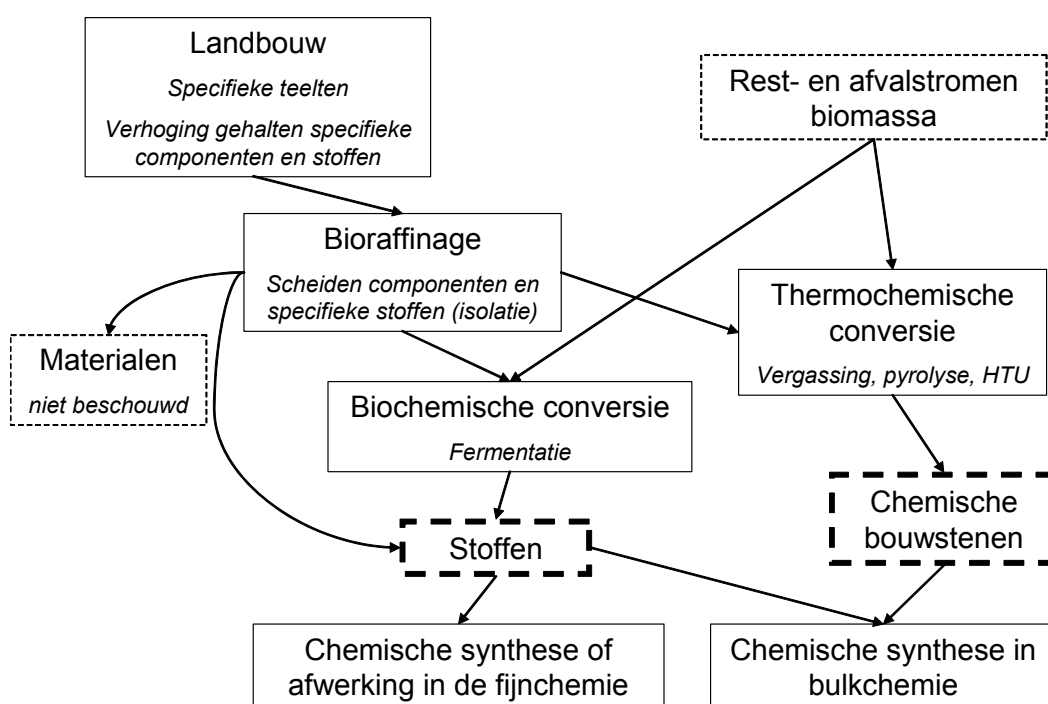 Landbouw
Specifieke teelten
Verhoging gehalten specifieke
componenten en stoffen
Rest- en afvalstromen
biomassa
Bioraffinage
Scheiden componenten en
specifieke stoffen (isolatie)
Thermochemische
conversie
Vergassing, pyrolyse, HTU
Materialen
niet beschouwd
Biochemische conversie
Fermentatie
Chemische
bouwstenen
Stoffen
Chemische synthese of
afwerking in de fijnchemie
Chemische synthese in
bulkchemie